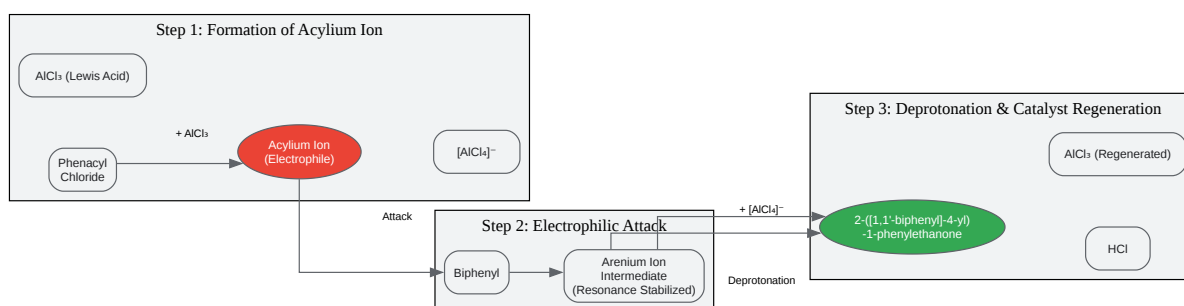 Step 1: Formation of Acylium Ion
AlCl₃ (Lewis Acid)
+ AlCl₃
Phenacyl
Chloride
Acylium Ion
(Electrophile)
[AlCl₄]⁻
Attack
Step 2: Electrophilic Attack
Biphenyl
Arenium Ion
Intermediate
(Resonance Stabilized)
+ [AlCl₄]⁻
Deprotonation
Step 3: Deprotonation & Catalyst Regeneration
AlCl₃ (Regenerated)
2-([1,1'-biphenyl]-4-yl)
-1-phenylethanone
HCl